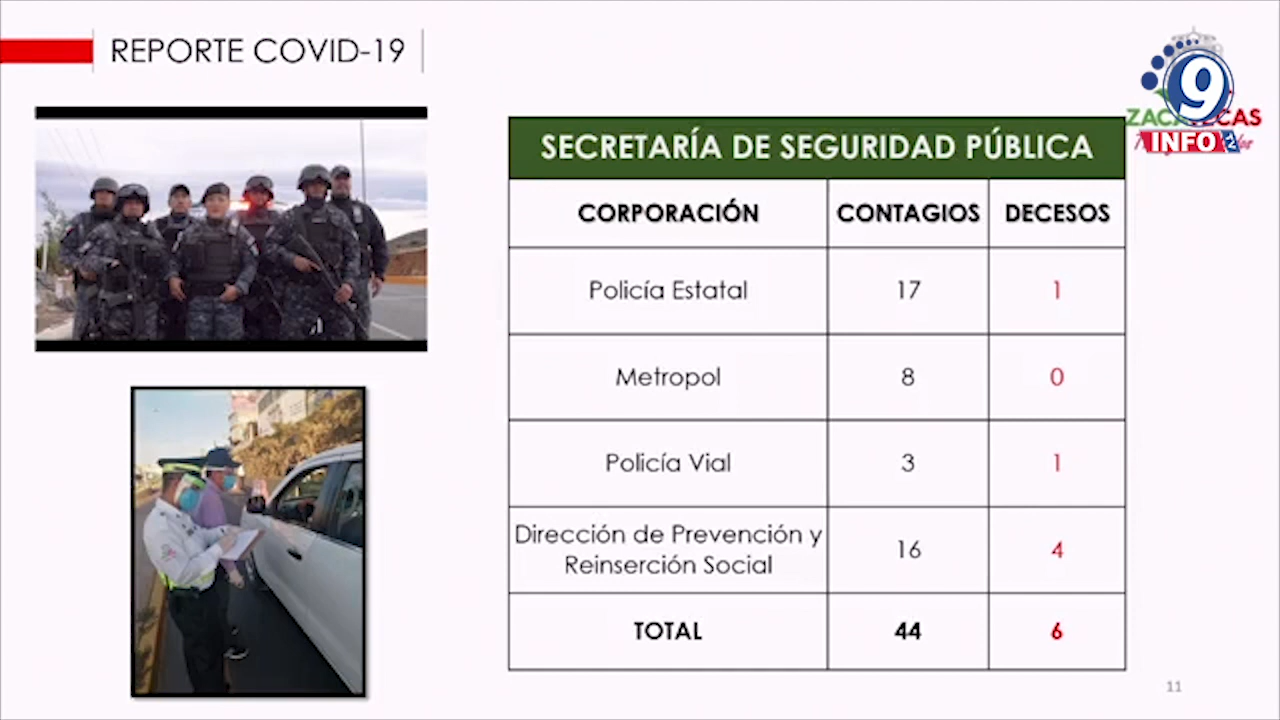 REPORTE COVID-19
9
ZACATECAS
INFO
SECRETARÍA DE SEGURIDAD PÚBLICA
CORPORACIÓN CONTAGIOS DECESOS
Policía Estatal 17 1
Metropol 8 0
Policía Vial 3 1
Dirección de Prevención y
Reinserción Social 16 4
TOTAL 44 6
11